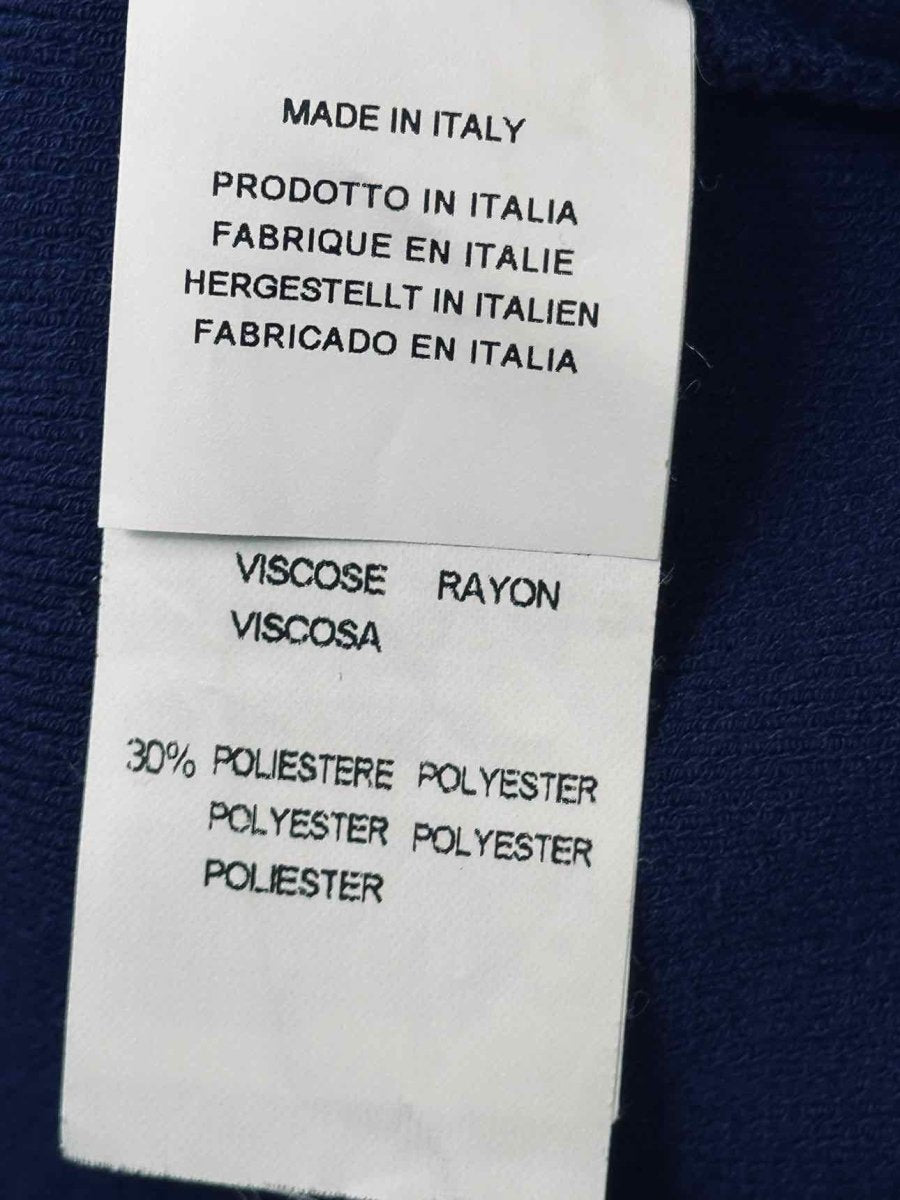 MADE IN ITALY
PRODOTTO IN ITALIA
FABRIQUE EN ITALIE
HERGESTELLT IN ITALIEN
FABRICADO EN ITALIA
VISCOSE RAYON
VISCOSA
30% POLIESTERE POLYESTER
POLYESTER POLYESTER
POLIESTER